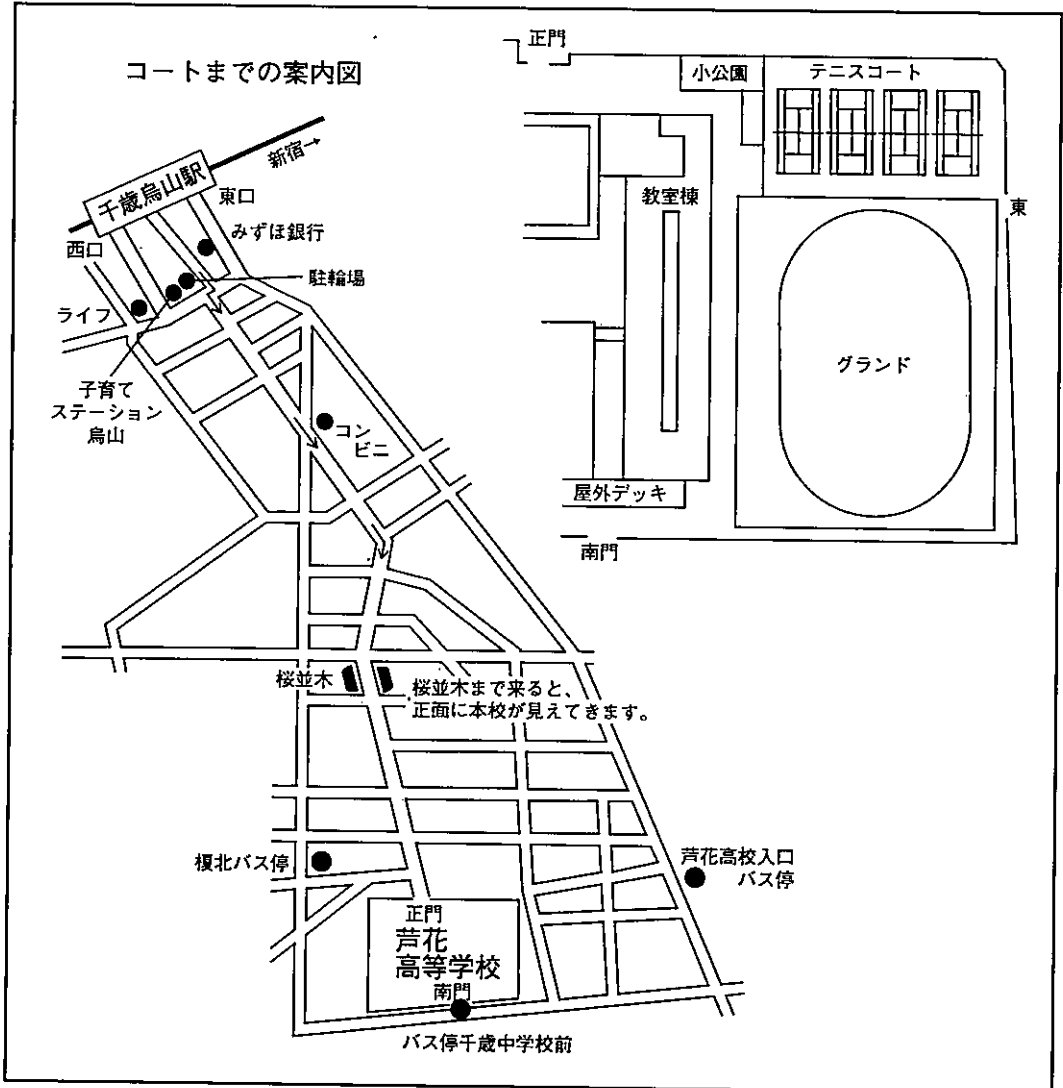 コートまでの案内図
新宿→
千歳烏山駅
東口
みずほ銀行
西口
駐輪場
ライフ
子育て
ステーション
烏山
コン
ビニ
桜並木
桜並木まで来ると、
正面に本校が見えてきます。
榎北バス停
芦花高校入口
バス停
正門
芦花
高等学校
南門
バス停千歳中学校前
正門
小公園
テニスコート
教室棟
東
グランド
屋外デッキ
南門